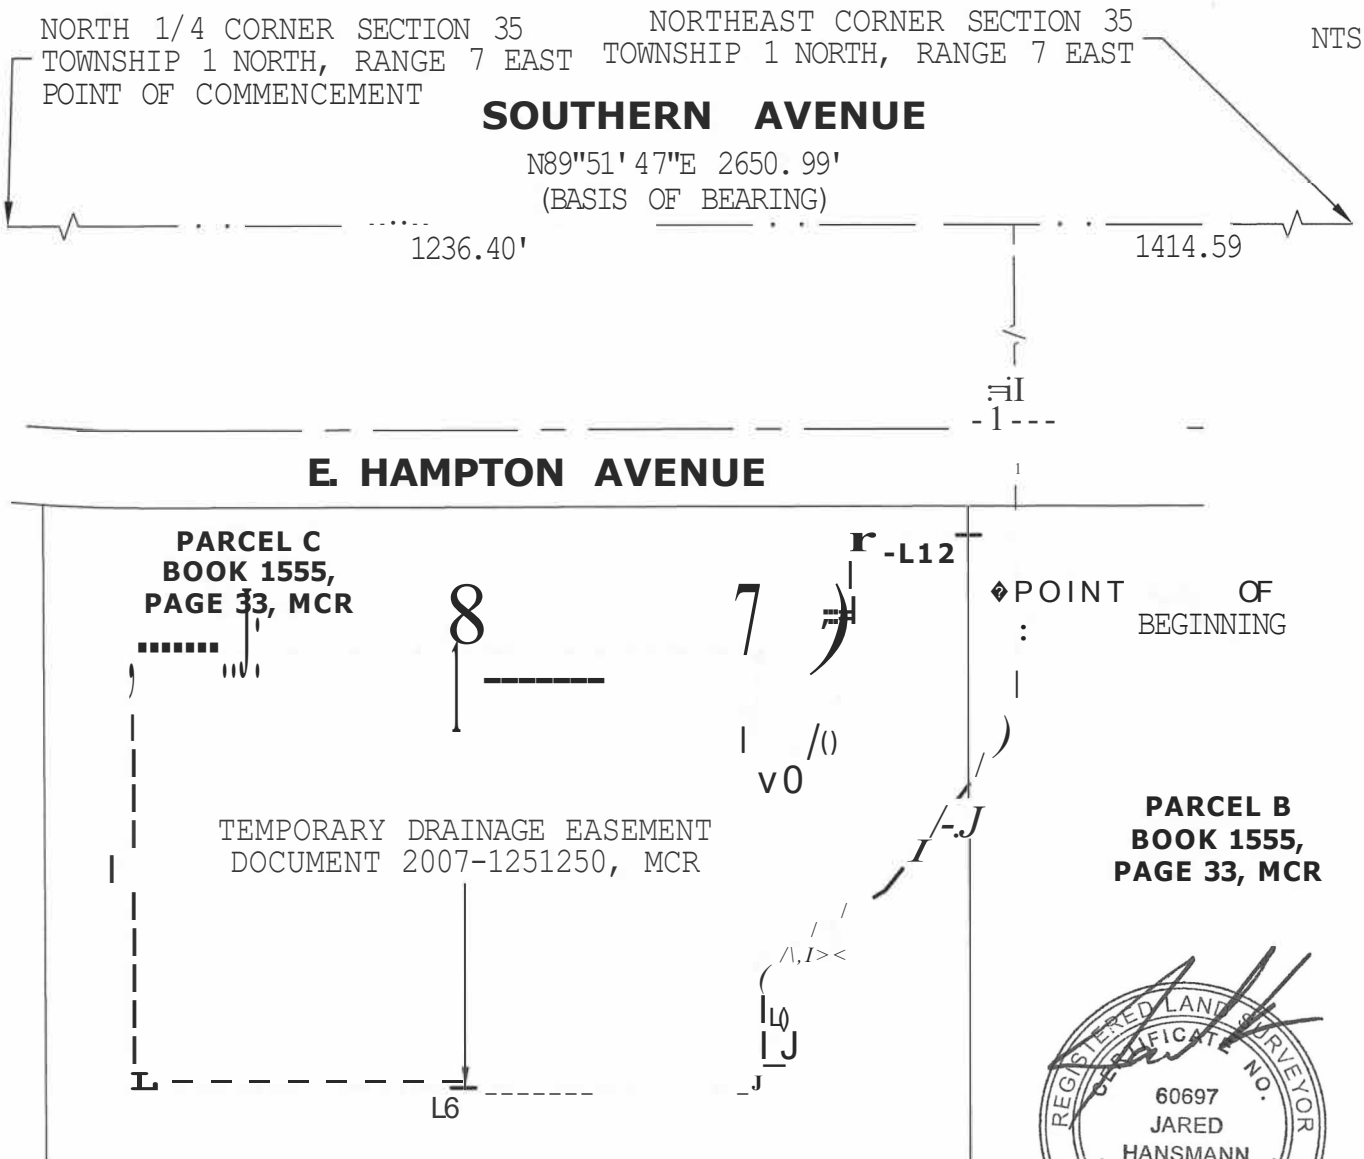 NORTH 1/4 CORNER SECTION 35
TOWNSHIP 1 NORTH, RANGE 7 EAST
POINT OF COMMENCEMENT
NORTHEAST CORNER SECTION 35
TOWNSHIP 1 NORTH, RANGE 7 EAST
NTS
SOUTHERN AVENUE
N89"51'47"E 2650.99'
(BASIS OF BEARING)
1236.40'
1414.59
E. HAMPTON AVENUE
PARCEL C
BOOK 1555,
PAGE 33, MCR
8
7
-L12
POINT OF
BEGINNING
TEMPORARY DRAINAGE EASEMENT
DOCUMENT 2007-1251250, MCR
PARCEL B
BOOK 1555,
PAGE 33, MCR
L6
REGISTERED LAND SURVEYOR
CERTIFICATE NO.
60697
JARED
HANSMANN